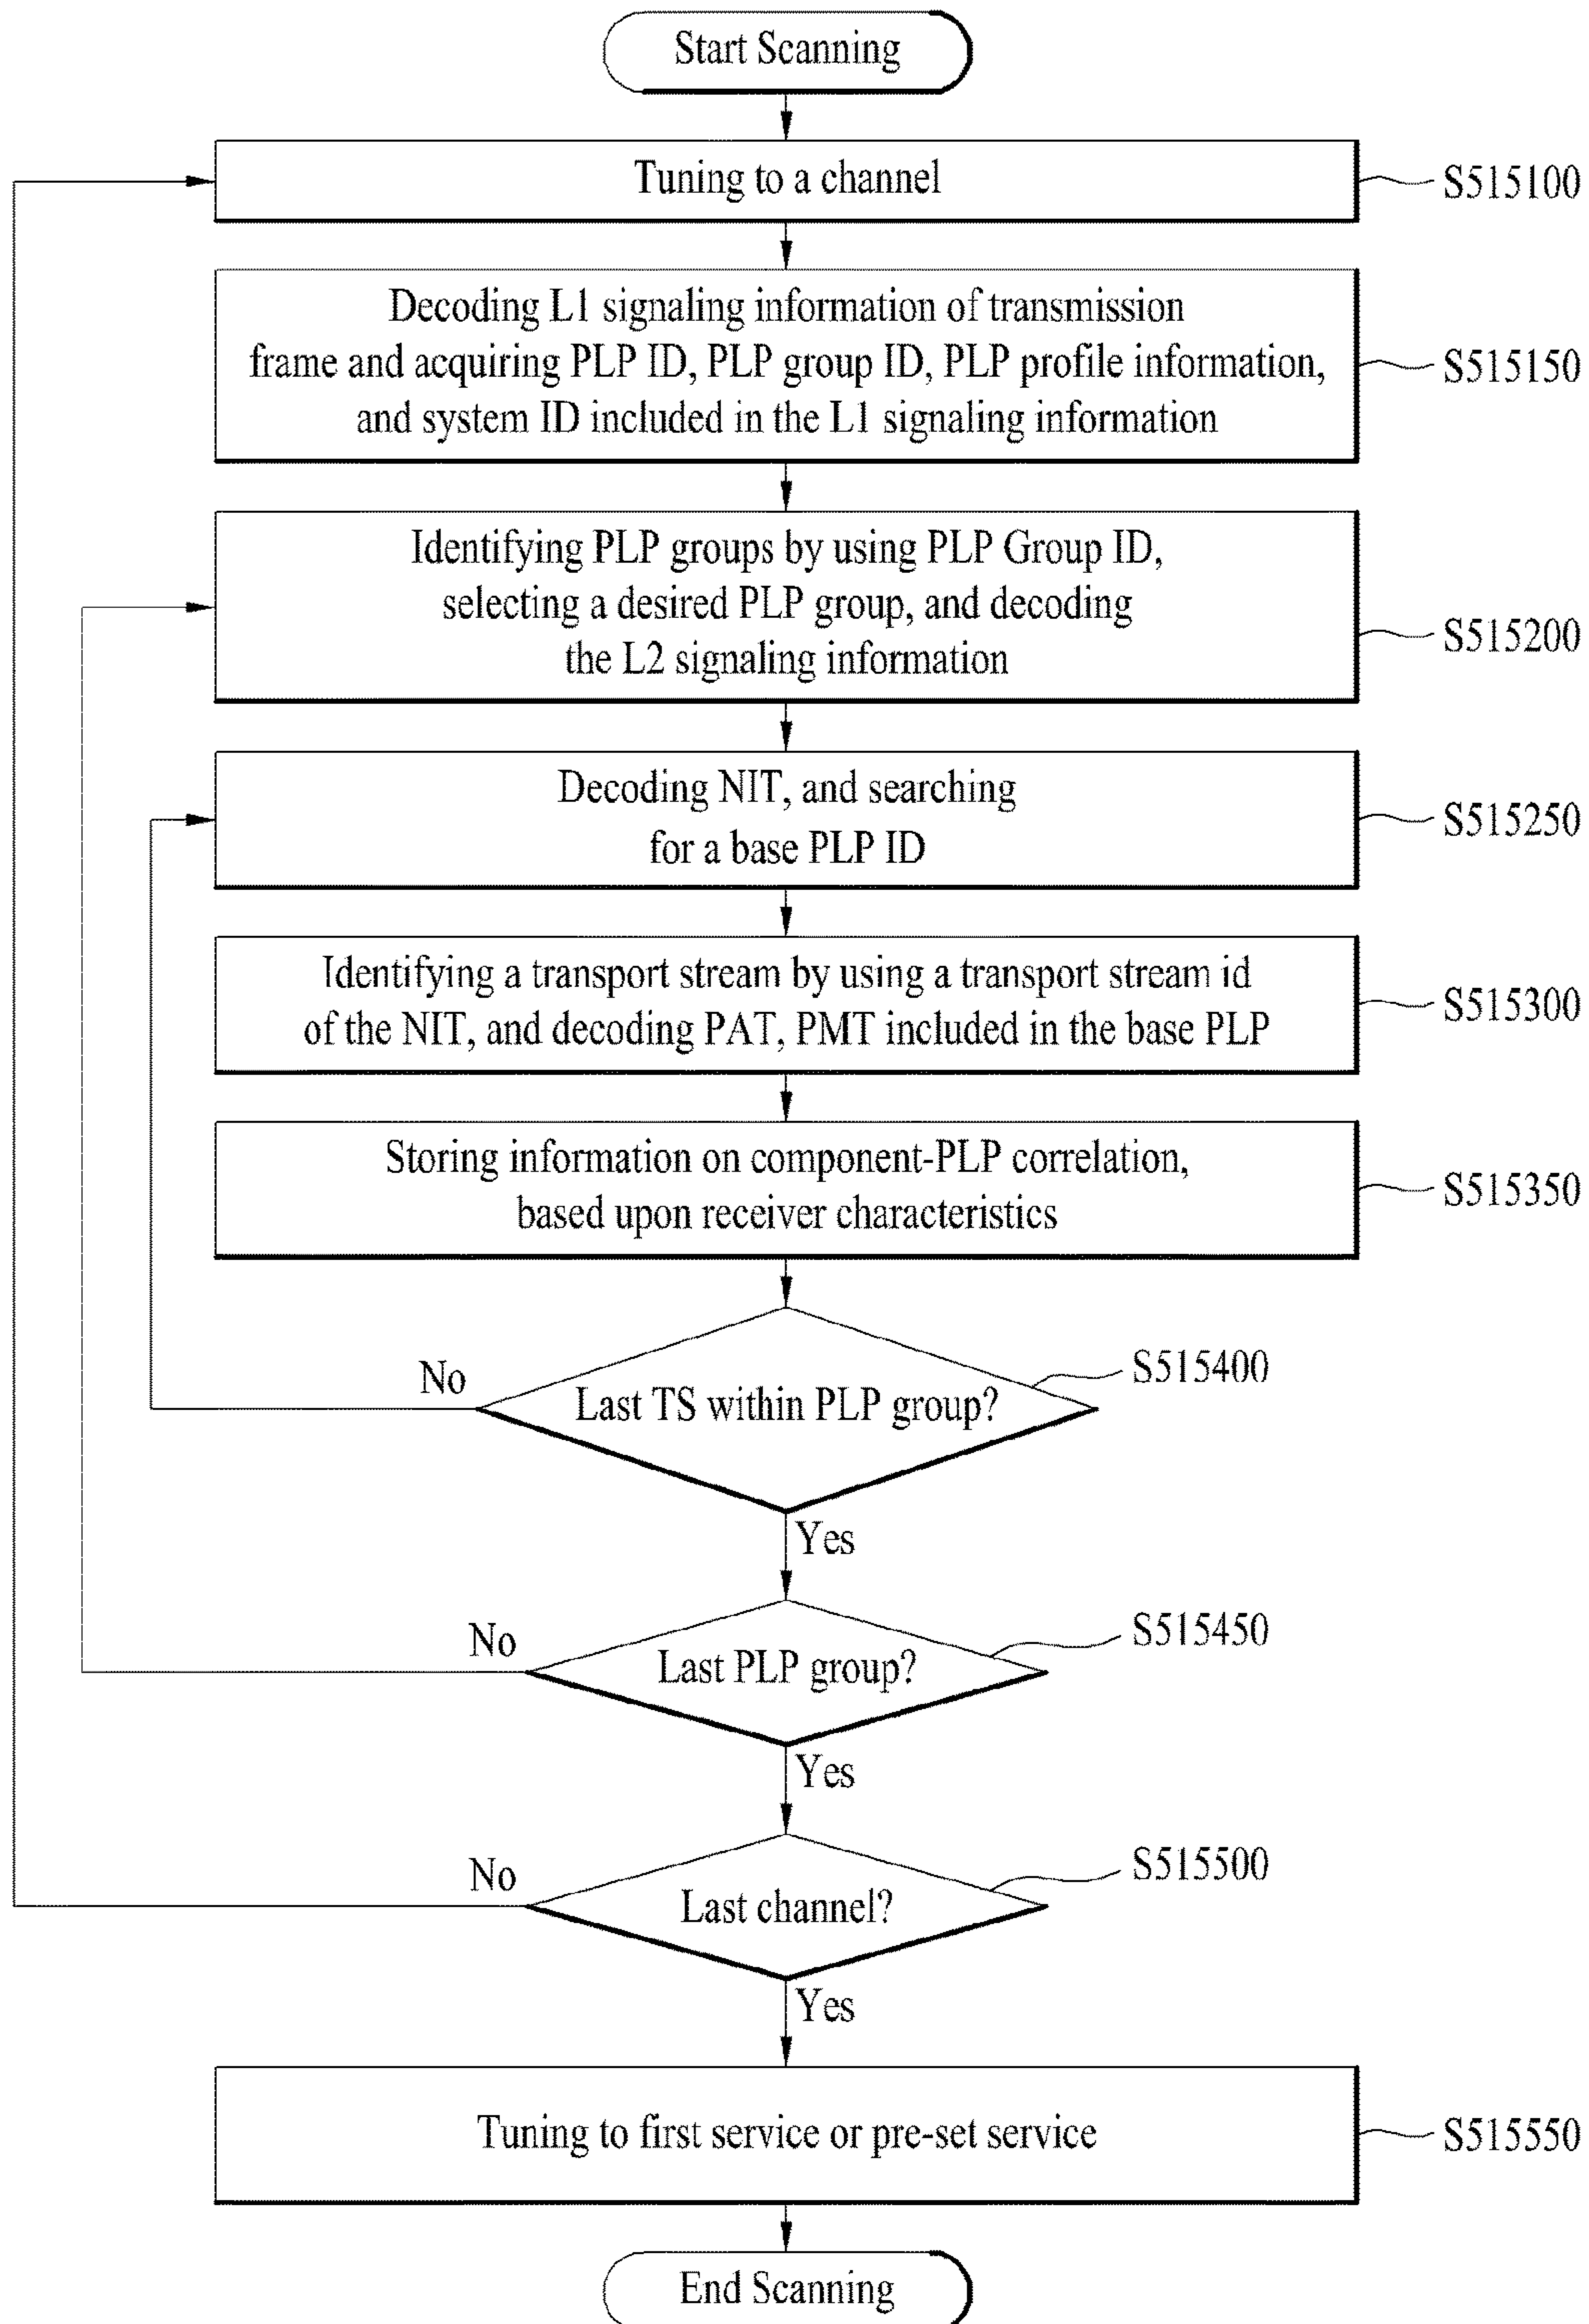 Start Scanning
Tuning to a channel
S515100
Decoding L1 signaling information of transmission
frame and acquiring PLP ID, PLP group ID, PLP profile information,
and system ID included in the L1 signaling information
S515150
Identifying PLP groups by using PLP Group ID,
selecting a desired PLP group, and decoding
the L2 signaling information
S515200
Decoding NIT, and searching
for a base PLP ID
S515250
Identifying a transport stream by using a transport stream id
of the NIT, and decoding PAT, PMT included in the base PLP
S515300
Storing information on component-PLP correlation,
based upon receiver characteristics
S515350
No
Last TS within PLP group?
S515400
Yes
No
Last PLP group?
S515450
Yes
No
Last channel?
S515500
Yes
Tuning to first service or pre-set service
S515550
End Scanning